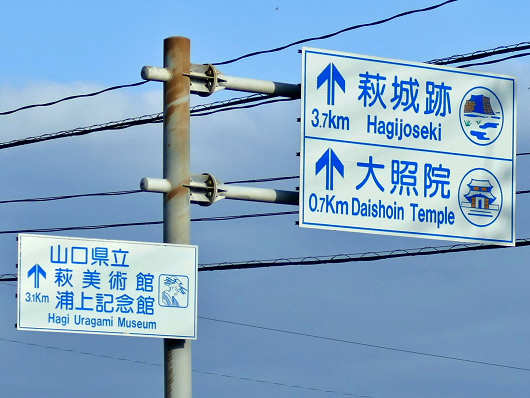 萩城跡
3.7km Hagijoseki
大照院
0.7Km Daishoin Temple
山口県立
萩美術館
3.1Km 浦上記念館
Hagi Uragami Museum